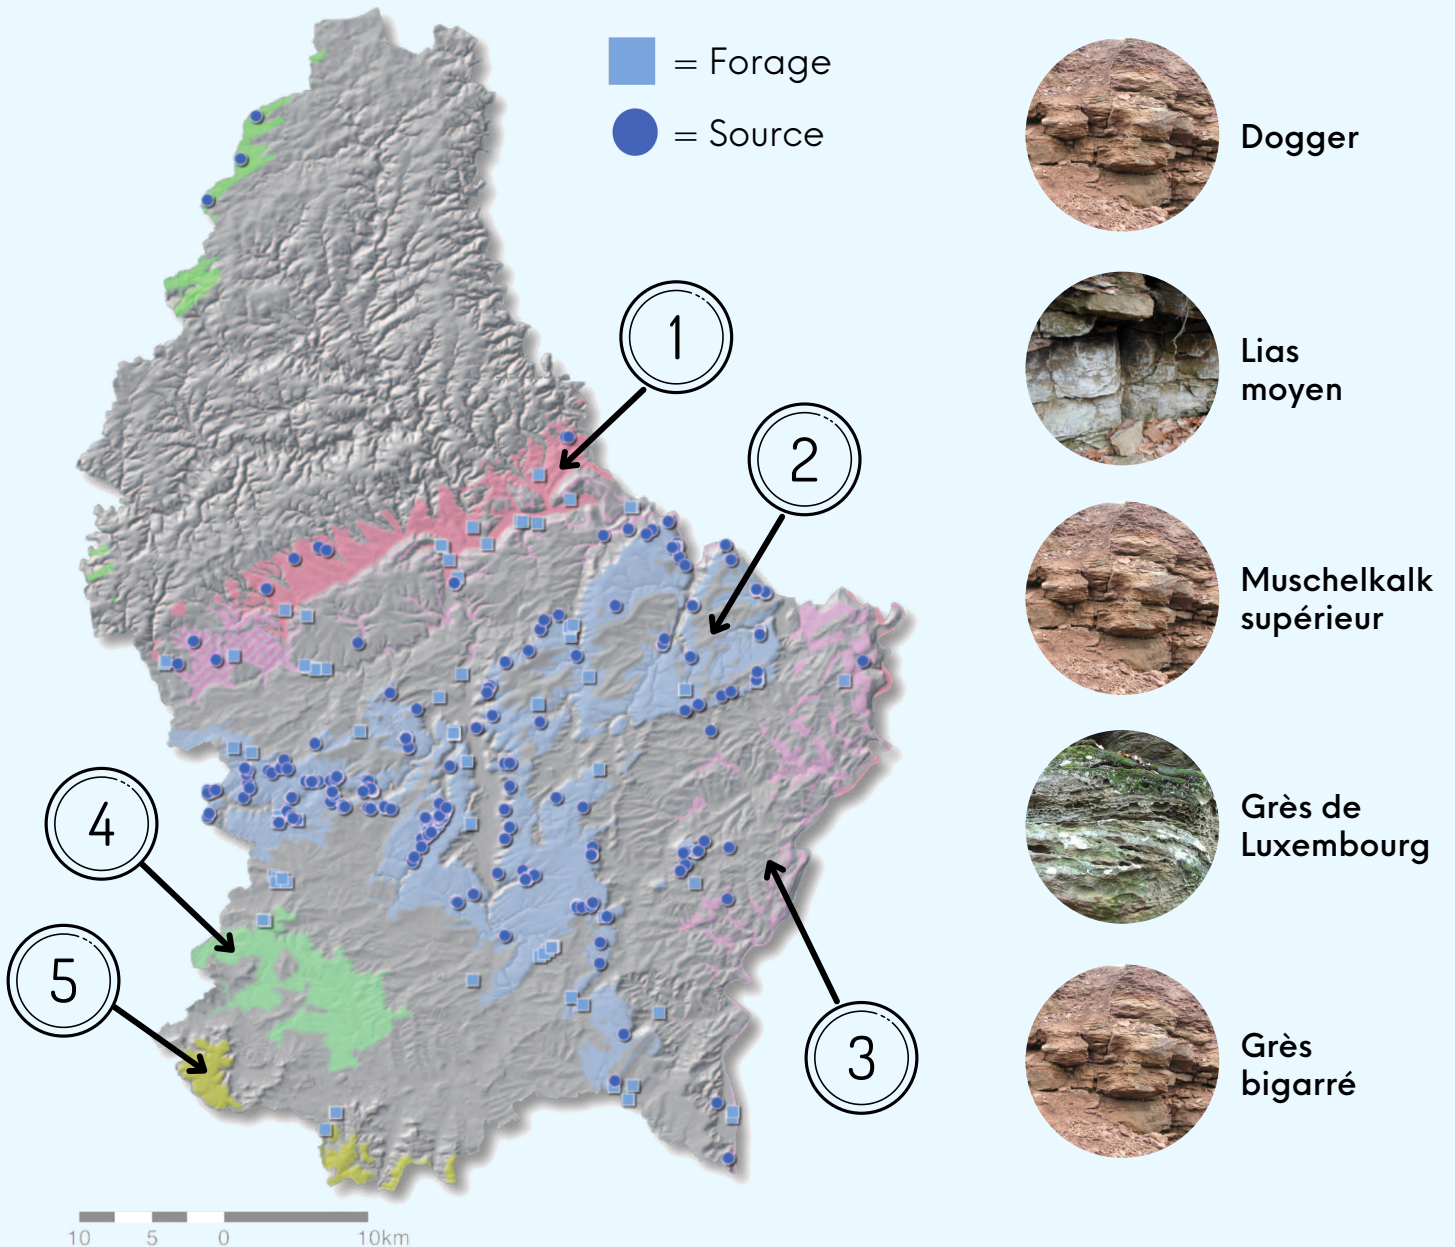 = Forage
= Source
Dogger
Lias
moyen
Muschelkalk
supérieur
Grès de
Luxembourg
Grès
bigarré
1
2
3
4
5
10 5 0 10km